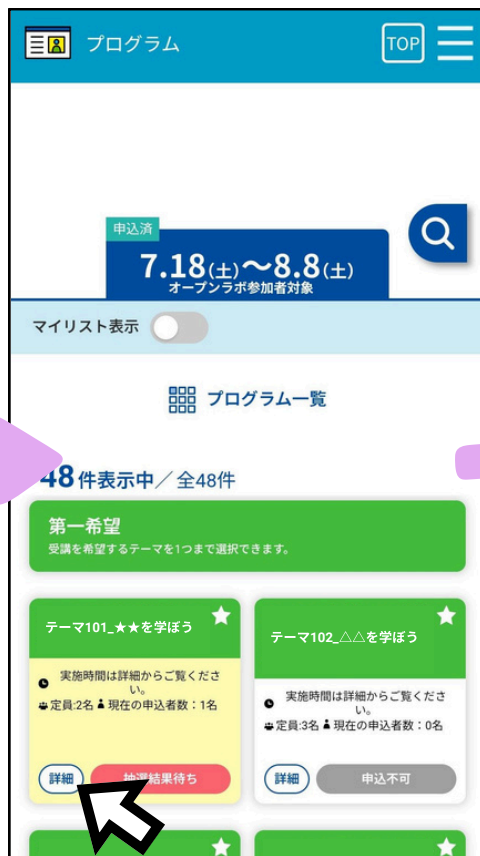 プログラム
TOP
申込済
7.18(土)〜8.8(土)
オープンラボ参加者対象
マイリスト表示
プログラム一覧
48件表示中／全48件
第一希望
受講を希望するテーマを1つまで選択できます。
テーマ101_★★を学ぼう
実施時間は詳細からご覧くださ
い。
定員:2名 現在の申込者数：1名
詳細
抽選結果待ち
テーマ102_△△を学ぼう
実施時間は詳細からご覧くださ
い。
定員:3名 現在の申込者数：0名
詳細
申込不可